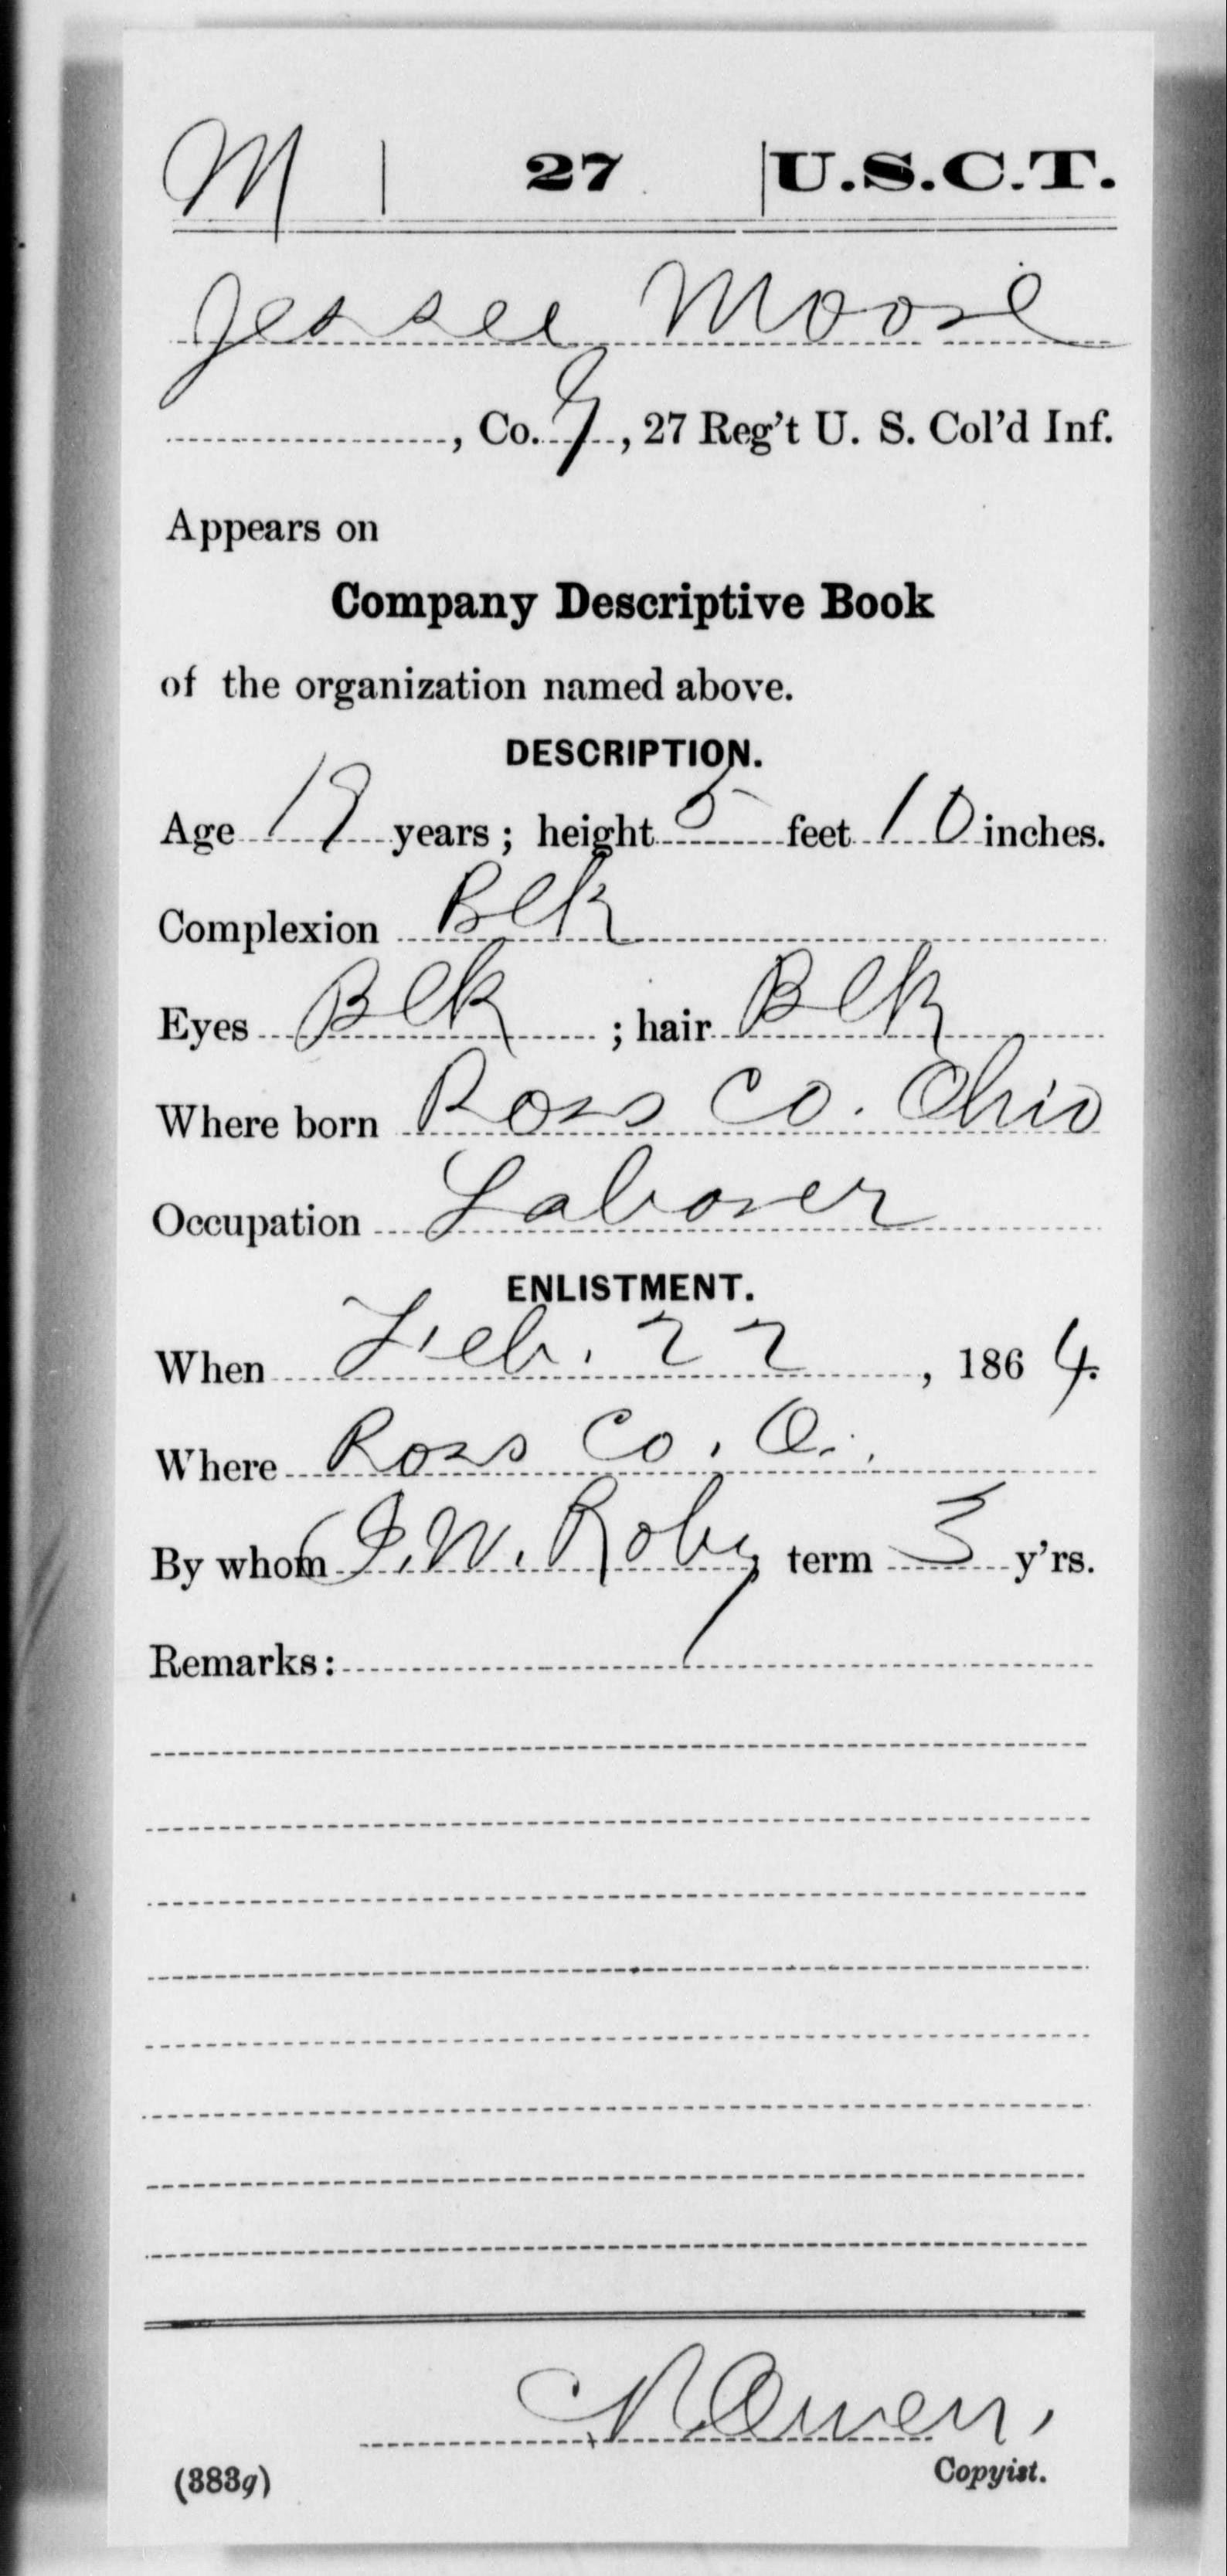 M | 27 | U.S.C.T.
Jessee Moore
, Co. G, 27 Reg't U. S. Col'd Inf.
Appears on
Company Descriptive Book
of the organization named above.
DESCRIPTION.
Age 19 years; height 5 feet 10 inches.
Complexion Blk
Eyes Blk ; hair Blk
Where born Ross Co. Ohio
Occupation Laborer
ENLISTMENT.
When Feb. 22, 1864.
Where Ross Co. O.
By whom W. Roby term 3 y'rs.
Remarks:
Owen,
(383g) Copyist.